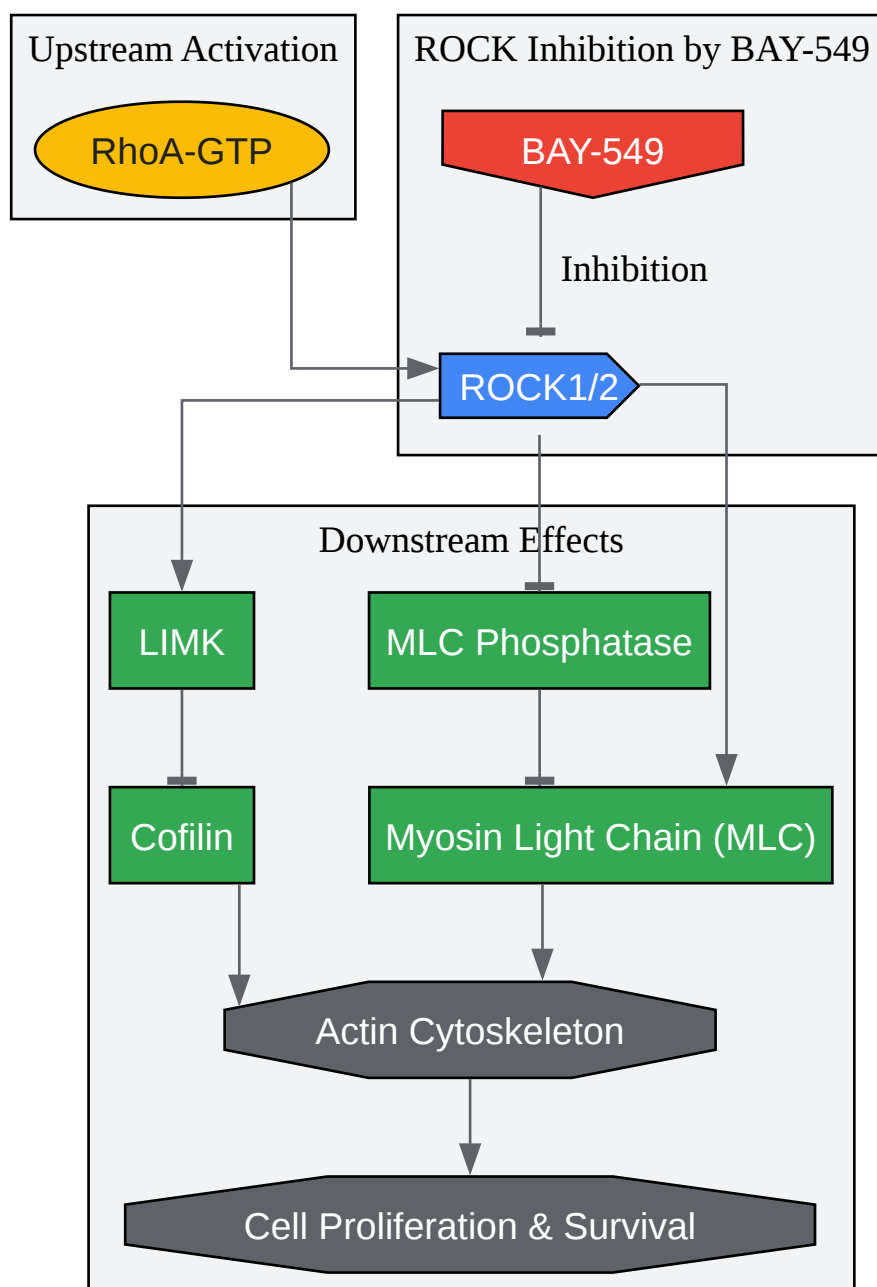 Upstream Activation
ROCK Inhibition by BAY-549
RhoA-GTP
BAY-549
Inhibition
ROCK1/2
Downstream Effects
LIMK
MLC Phosphatase
Cofilin
Myosin Light Chain (MLC)
Actin Cytoskeleton
Cell Proliferation & Survival